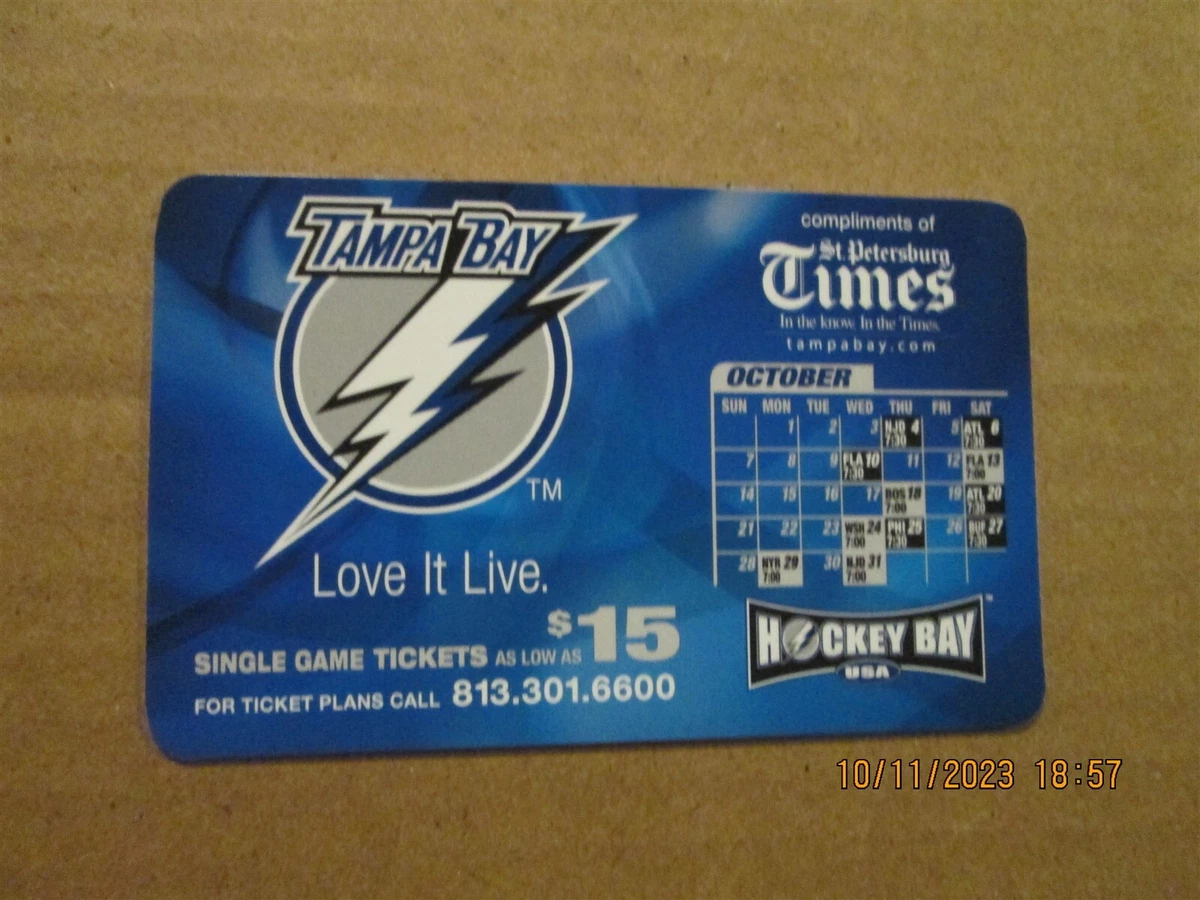 TAMPA BAY
TM
Love It Live.
$15
SINGLE GAME TICKETS AS LOW AS
FOR TICKET PLANS CALL 813.301.6600
compliments of
St. Petersburg
Times
In the know. In the Times.
tampabay.com
OCTOBER
SUN MON TUE WED THU FRI SAT
1 2 3 NJD 4 5 ATL 6
7:30 7:30
7 8 9 FLA 10 11 12 FLA 13
7:30 7:00
14 15 16 17 BOS 18 19 ATL 20
7:00 7:30
21 22 23 WSH 24 PHI 25 26 BUF 27
7:00 7:30 7:30
28 NYR 29 30 NJD 31
7:00 7:00
HOCKEY BAY
USA
TM
10/11/2023 18:57